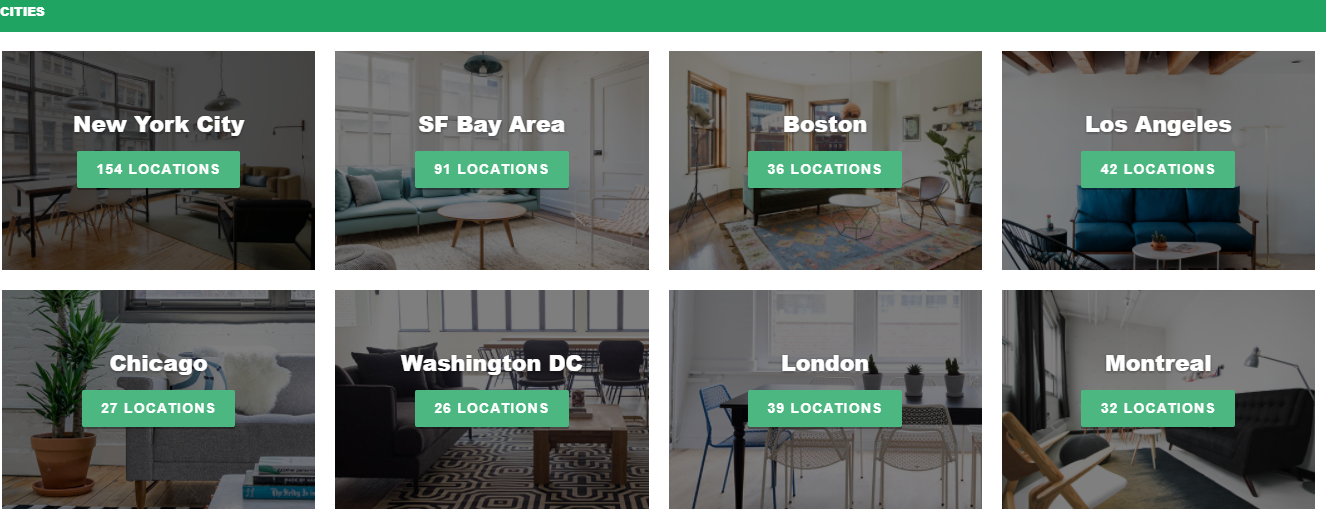 CITIES
New York City
154 LOCATIONS
SF Bay Area
91 LOCATIONS
Boston
36 LOCATIONS
Los Angeles
42 LOCATIONS
Chicago
27 LOCATIONS
Washington DC
26 LOCATIONS
London
39 LOCATIONS
Montreal
32 LOCATIONS